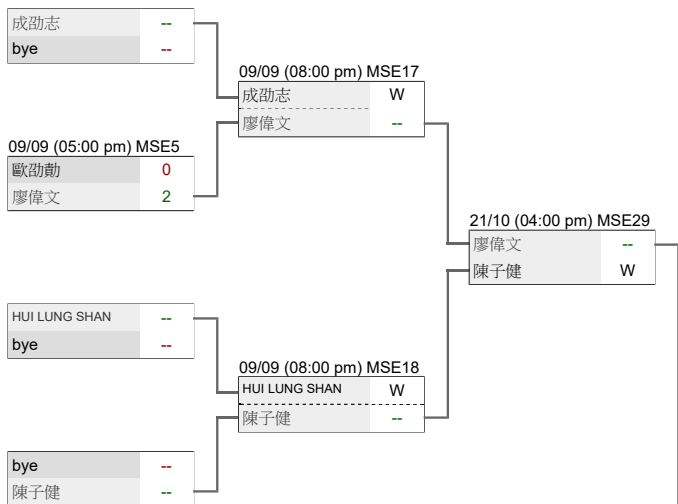 成劭志 --
bye --
09/09 (08:00 pm) MSE17
成劭志 W
廖偉文 --
09/09 (05:00 pm) MSE5
歐劭勳 0
廖偉文 2
21/10 (04:00 pm) MSE29
廖偉文 --
陳子健 W
HUI LUNG SHAN --
bye --
09/09 (08:00 pm) MSE18
HUI LUNG SHAN W
陳子健 --
bye --
陳子健 --